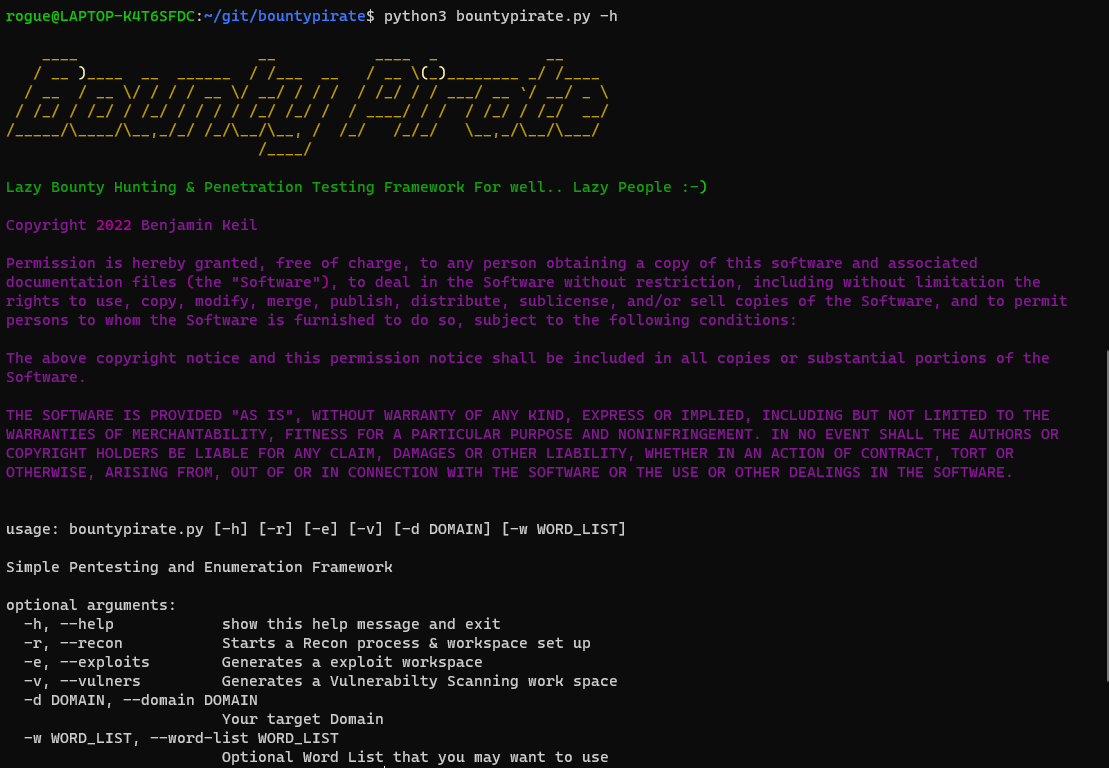 rogue@LAPTOP-K4T6SFDC:~/git/bountypirate$ python3 bountypirate.py -h
Bounty Pirate
Lazy Bounty Hunting & Penetration Testing Framework For well.. Lazy People :-)
Copyright 2022 Benjamin Keil
Permission is hereby granted, free of charge, to any person obtaining a copy of this software and associated
documentation files (the "Software"), to deal in the Software without restriction, including without limitation the
rights to use, copy, modify, merge, publish, distribute, sublicense, and/or sell copies of the Software, and to permit
persons to whom the Software is furnished to do so, subject to the following conditions:
The above copyright notice and this permission notice shall be included in all copies or substantial portions of the
Software.
THE SOFTWARE IS PROVIDED "AS IS", WITHOUT WARRANTY OF ANY KIND, EXPRESS OR IMPLIED, INCLUDING BUT NOT LIMITED TO THE
WARRANTIES OF MERCHANTABILITY, FITNESS FOR A PARTICULAR PURPOSE AND NONINFRINGEMENT. IN NO EVENT SHALL THE AUTHORS OR
COPYRIGHT HOLDERS BE LIABLE FOR ANY CLAIM, DAMAGES OR OTHER LIABILITY, WHETHER IN AN ACTION OF CONTRACT, TORT OR
OTHERWISE, ARISING FROM, OUT OF OR IN CONNECTION WITH THE SOFTWARE OR THE USE OR OTHER DEALINGS IN THE SOFTWARE.
usage: bountypirate.py [-h] [-r] [-e] [-v] [-d DOMAIN] [-w WORD_LIST]
Simple Pentesting and Enumeration Framework
optional arguments:
-h, --help show this help message and exit
-r, --recon Starts a Recon process & workspace set up
-e, --exploits Generates a exploit workspace
-v, --vulners Generates a Vulnerabilty Scanning work space
-d DOMAIN, --domain DOMAIN
Your target Domain
-w WORD_LIST, --word-list WORD_LIST
Optional Word List that you may want to use